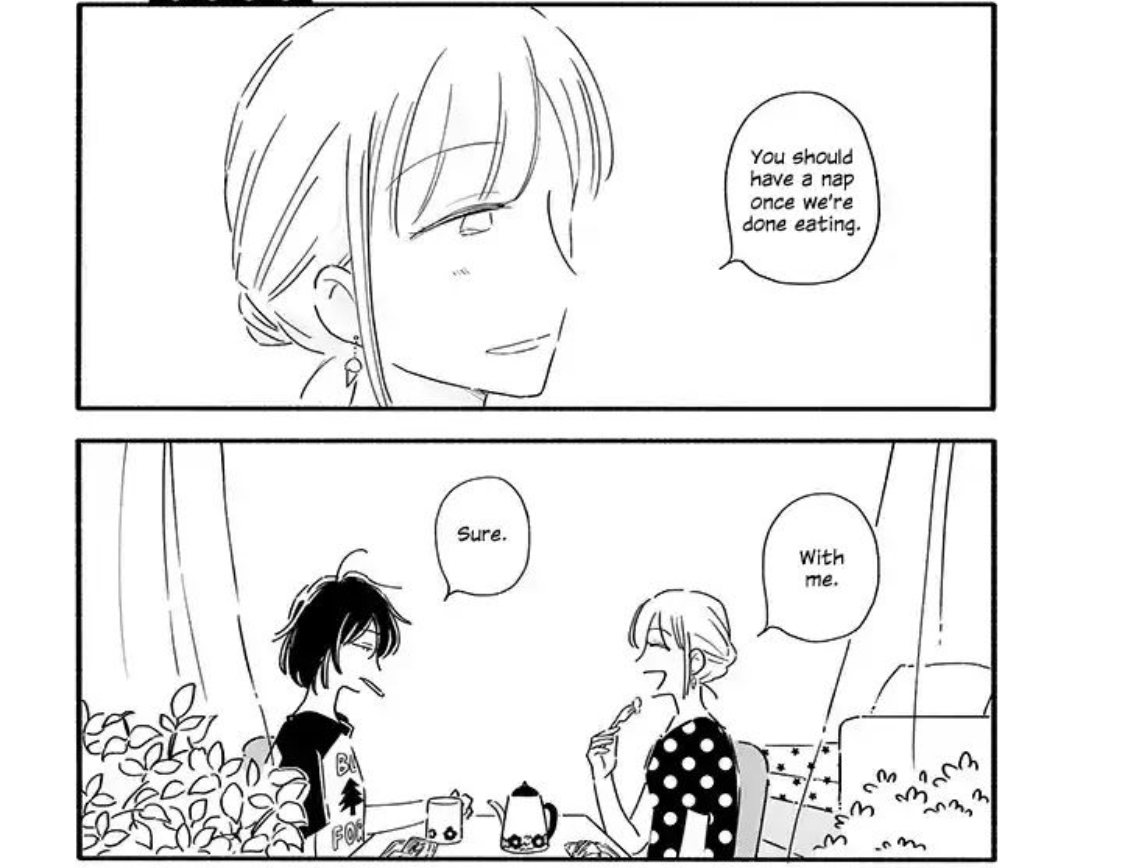 You should
have a nap
once we're
done eating.
With
me.
Sure.